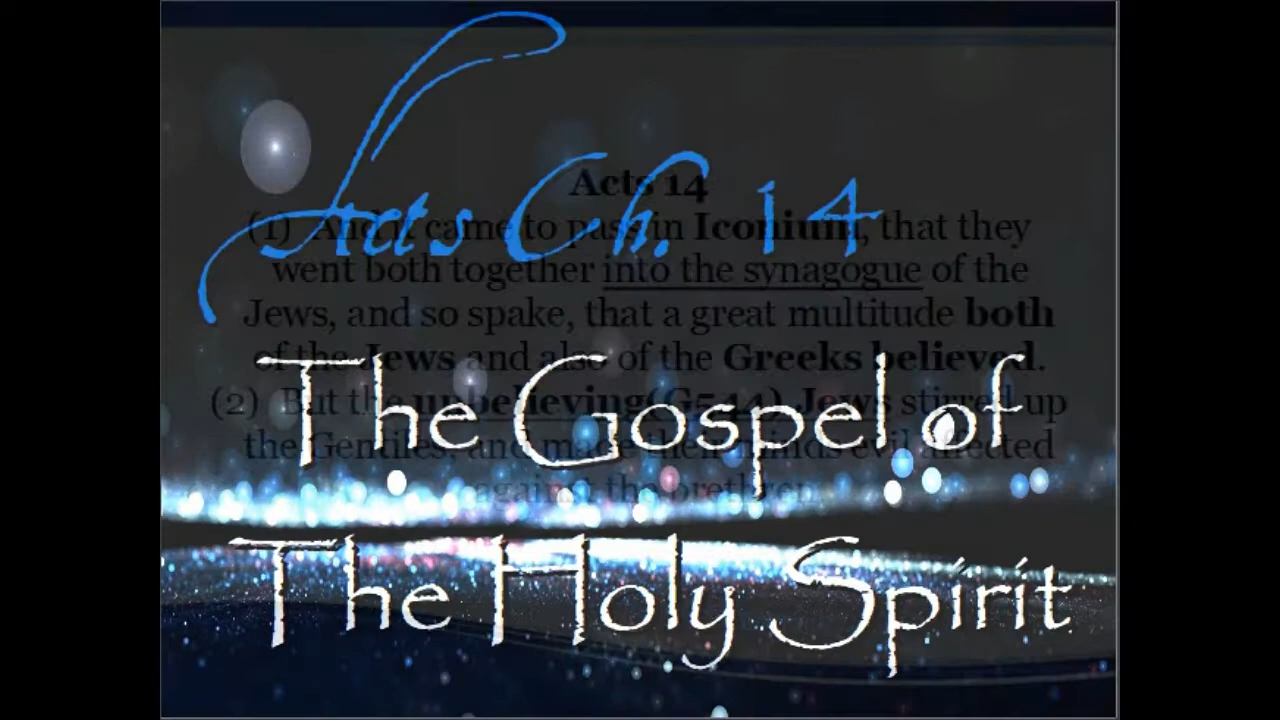 Acts Ch. 14
The Gospel of
The Holy Spirit
Acts 14
(1) And it came to pass in Iconium, that they
went both together into the synagogue of the
Jews, and so spake, that a great multitude both
of the Jews and also of the Greeks believed.
(2) But the unbelieving(G544) Jews stirred up
the Gentiles, and made their minds evil affected
against the brethren.